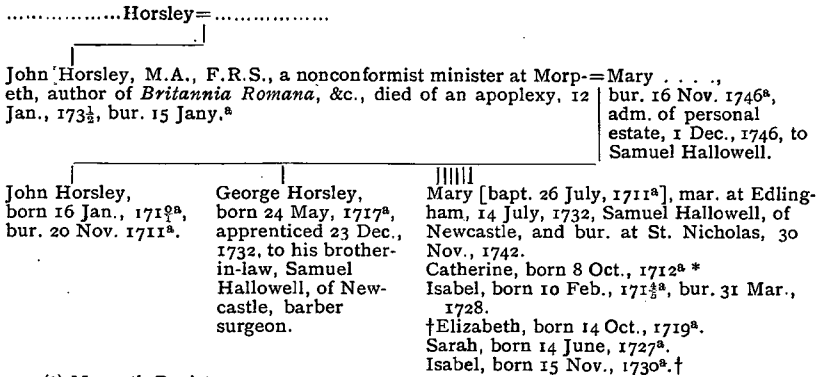 ..................Horsley=..................
John Horsley, M.A., F.R.S., a nonconformist minister at Morp-=Mary . . . .,
eth, author of Britannia Romana, &c., died of an apoplexy, 12
Jan., 173½, bur. 15 Jany.ª
bur. 16 Nov. 1746ª,
adm. of personal
estate, 1 Dec., 1746, to
Samuel Hallowell.
John Horsley,
born 16 Jan., 171⁰₁ª,
bur. 20 Nov. 1711ª.
George Horsley,
born 24 May, 1717ª,
apprenticed 23 Dec.,
1732, to his brother-
in-law, Samuel
Hallowell, of New-
castle, barber
surgeon.
Mary [bapt. 26 July, 1711ª], mar. at Edling-
ham, 14 July, 1732, Samuel Hallowell, of
Newcastle, and bur. at St. Nicholas, 30
Nov., 1742.
Catherine, born 8 Oct., 1712ª *
Isabel, born 10 Feb., 171⅘ª, bur. 31 Mar.,
1728.
†Elizabeth, born 14 Oct., 1719ª.
Sarah, born 14 June, 1727ª.
Isabel, born 15 Nov., 1730ª.†